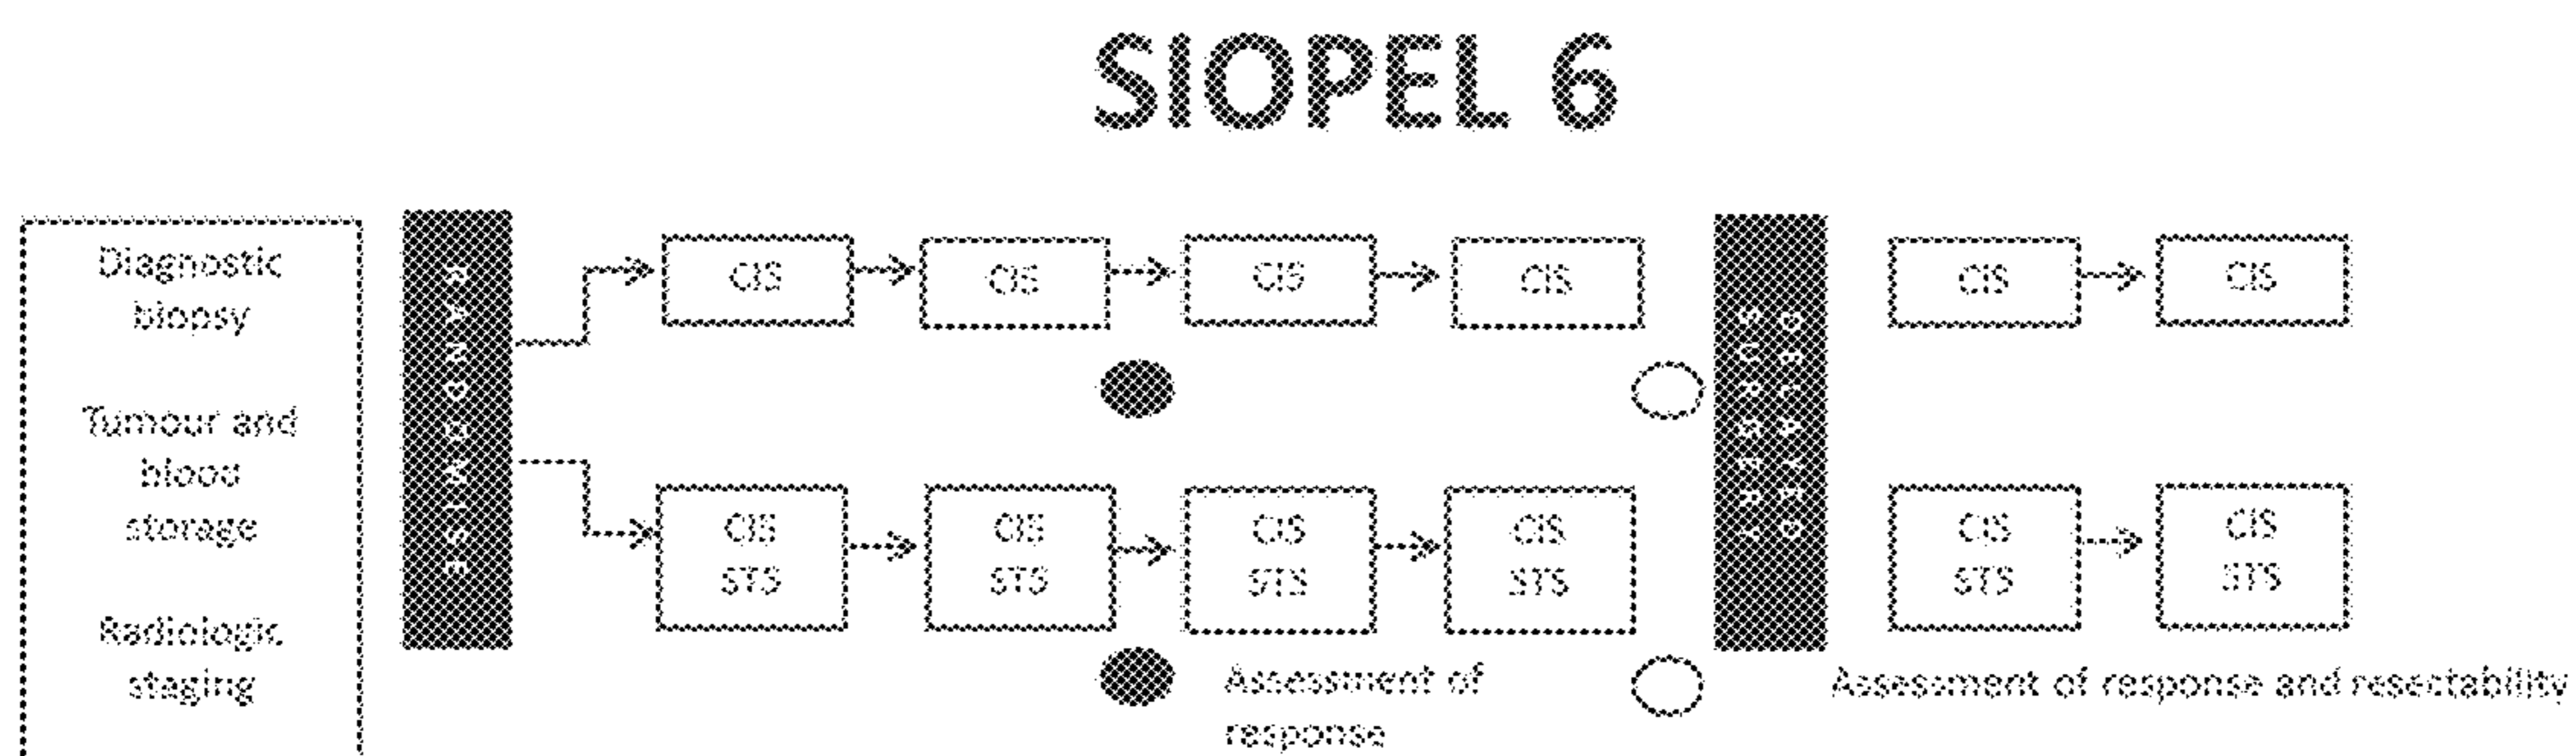 SIOPEL 6
Diagnostic
biopsy
Tumour and
blood
storage
Radiologic
staging
RANDOMISE
CIS
CIS
CIS
CIS
DELAYED
SURGERY
CIS
CIS
CIS
STS
CIS
STS
CIS
STS
CIS
STS
CIS
STS
CIS
STS
Assessment of
response
Assessment of response and resectability